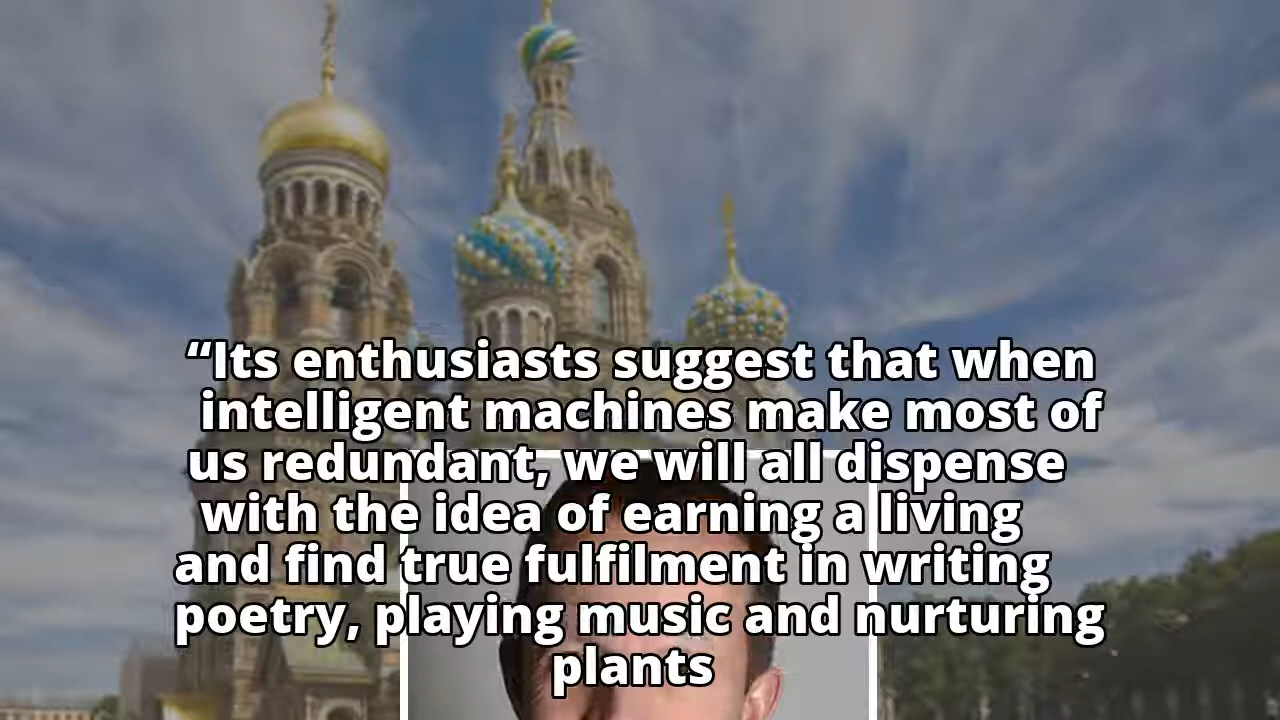 “Its enthusiasts suggest that when
intelligent machines make most of
us redundant, we will all dispense
with the idea of earning a living
and find true fulfilment in writing
poetry, playing music and nurturing
plants